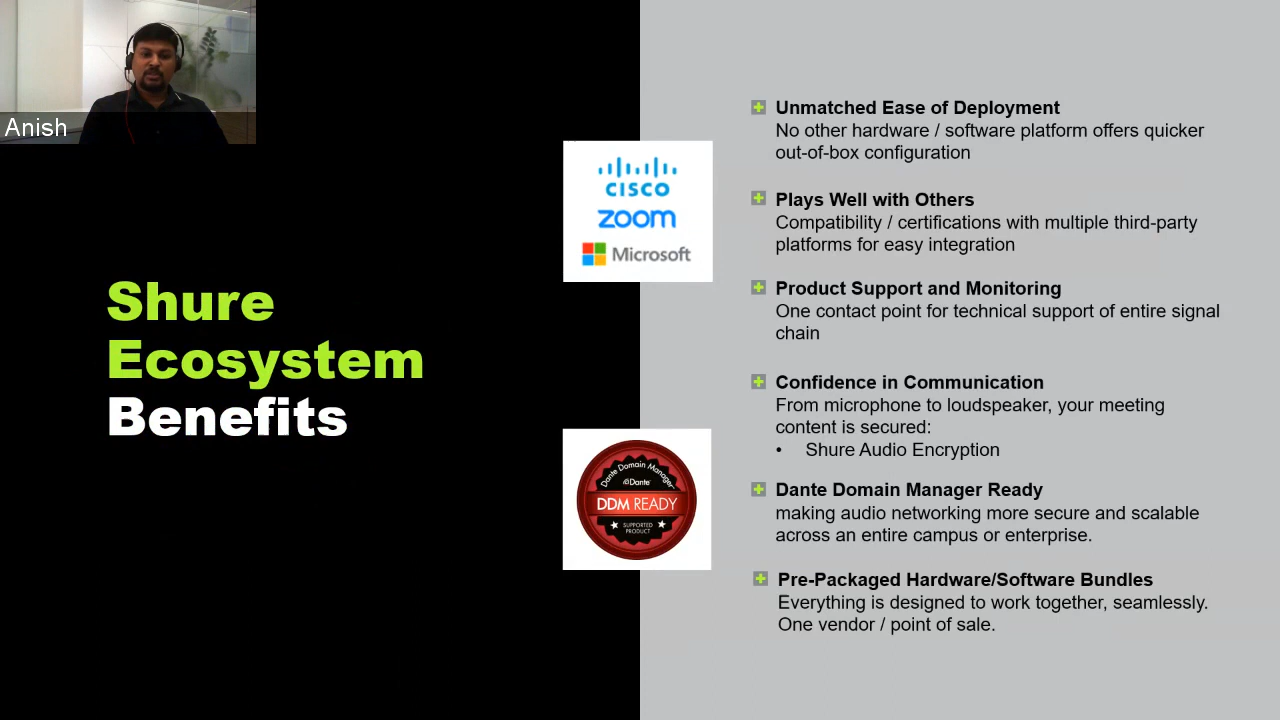 Anish
Shure
Ecosystem
Benefits
CISCO
zoom
Microsoft
Dante Domain Manager
Dante
DDM READY
SUPPORTED
PRODUCT
Unmatched Ease of Deployment
No other hardware / software platform offers quicker
out-of-box configuration
Plays Well with Others
Compatibility / certifications with multiple third-party
platforms for easy integration
Product Support and Monitoring
One contact point for technical support of entire signal
chain
Confidence in Communication
From microphone to loudspeaker, your meeting
content is secured:
• Shure Audio Encryption
Dante Domain Manager Ready
making audio networking more secure and scalable
across an entire campus or enterprise.
Pre-Packaged Hardware/Software Bundles
Everything is designed to work together, seamlessly.
One vendor / point of sale.